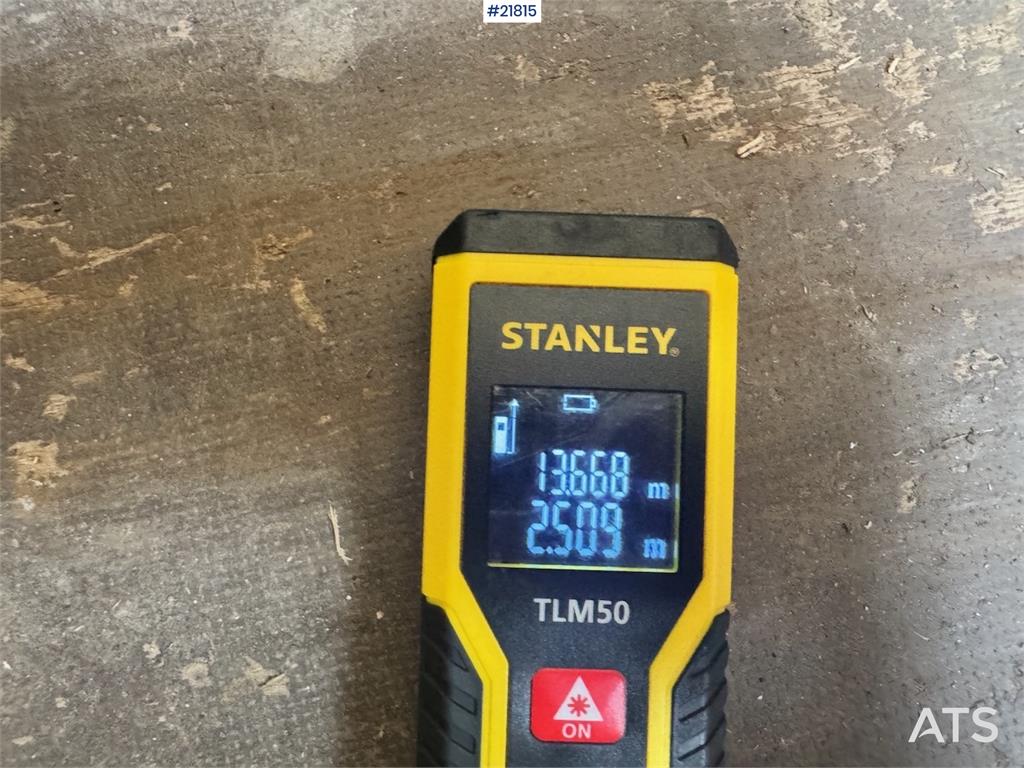 #21815
STANLEY®
13.668 m
2.509 m
TLM50
ON
ATS